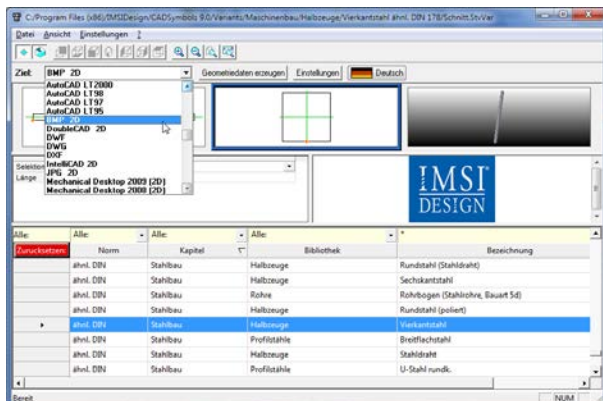 C:/Program Files (x86)/IMSIDesign/CADSymbols 9.0/Variants/Maschinenbau/Halbzeuge/Vierkantstahl ähnl. DIN 178/Schnitt.StvVar
Datei Ansicht Einstellungen ?
Ziel: BMP 2D Geometriedaten erzeugen Einstellungen Deutsch
AutoCAD LT2000
AutoCAD LT98
AutoCAD LT97
AutoCAD LT95
BMP 2D
DoubleCAD 2D
DWF
DWG
DXF
IntelliCAD 2D
JPG 2D
Mechanical Desktop 2009 (2D)
Mechanical Desktop 2008 (2D)
Selektion
Länge
IMSI
DESIGN
Alle: Alle: Alle: Alle: *
Zurücksetzen: Norm Kapitel Bibliothek Bezeichnung
ähnl. DIN Stahlbau Halbzeuge Rundstahl (Stahldraht)
ähnl. DIN Stahlbau Halbzeuge Sechskantstahl
ähnl. DIN Stahlbau Rohre Rohrbogen (Stahlrohre, Bauart 5d)
ähnl. DIN Stahlbau Halbzeuge Rundstahl (poliert)
ähnl. DIN Stahlbau Halbzeuge Vierkantstahl
ähnl. DIN Stahlbau Profilstähle Breitflachstahl
ähnl. DIN Stahlbau Halbzeuge Stahldraht
ähnl. DIN Stahlbau Profilstähle U-Stahl rundk.
Bereit NUM